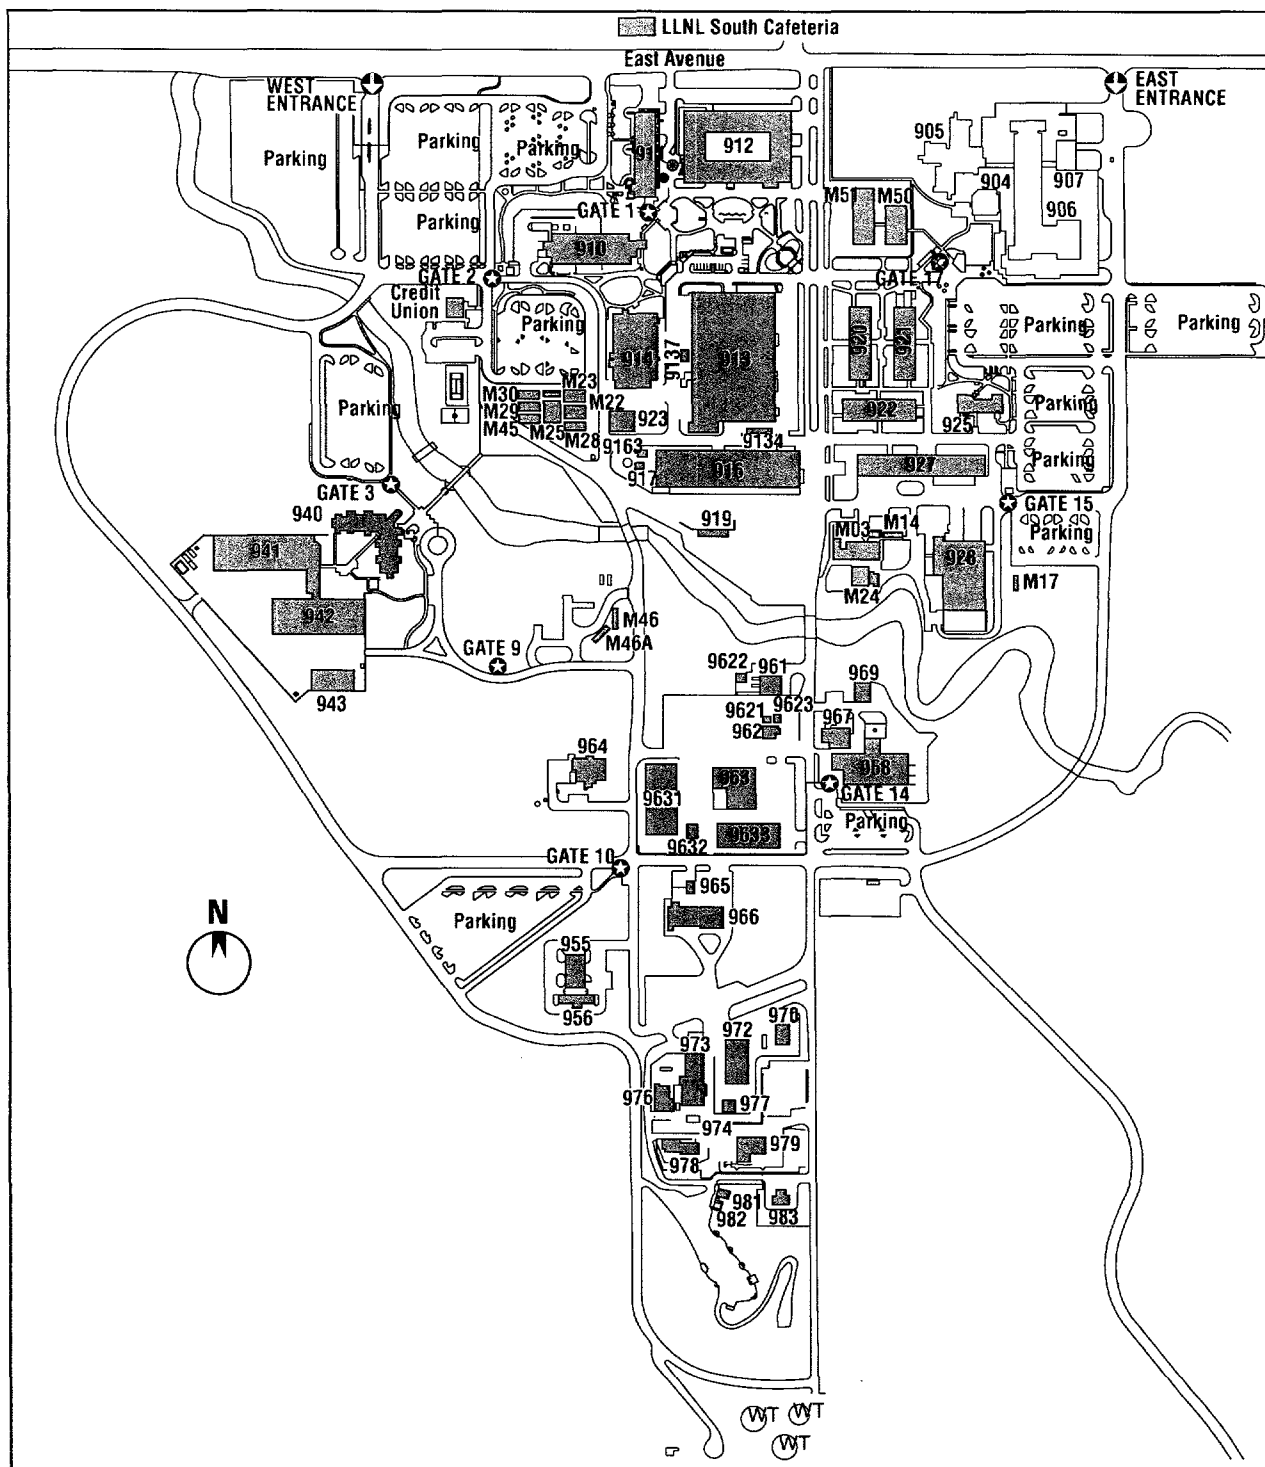 LLNL South Cafeteria
East Avenue
WEST
ENTRANCE
EAST
ENTRANCE
Parking
Parking
Parking
911
912
905
904
907
906
M51
M50
Parking
GATE 1
910
GATE 2
GATE 17
Credit
Union
Parking
914
9137
913
920
921
Parking
Parking
Parking
M23
M30
M22
M29
M45
M25
M28
923
922
925
Parking
9163
9134
917
916
927
Parking
GATE 3
GATE 15
940
919
M03
M14
Parking
941
928
M24
M17
942
M46
M46A
GATE 9
943
9622
961
969
9621
9623
962
967
964
963
968
9631
GATE 14
Parking
9632
9633
GATE 10
965
966
Parking
N
955
956
970
972
973
976
977
974
978
979
981
982
983
WT
WT
WT